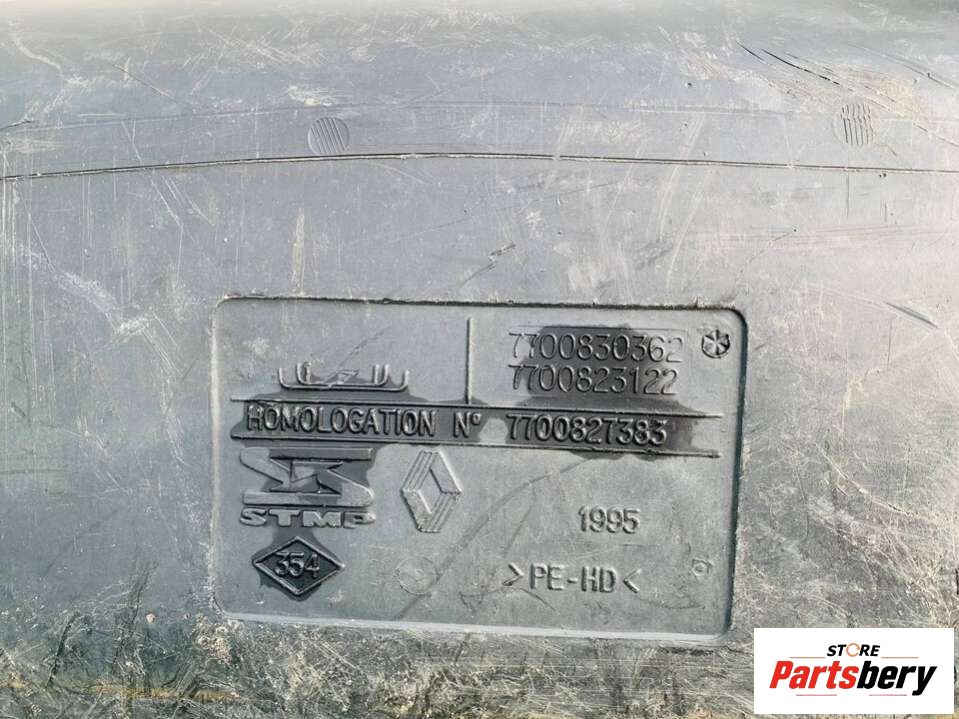 7700830362
7700823122
HOMOLOGATION N° 7700827383
STMP
1995
354
>PE-HD<
STORE
Partsbery